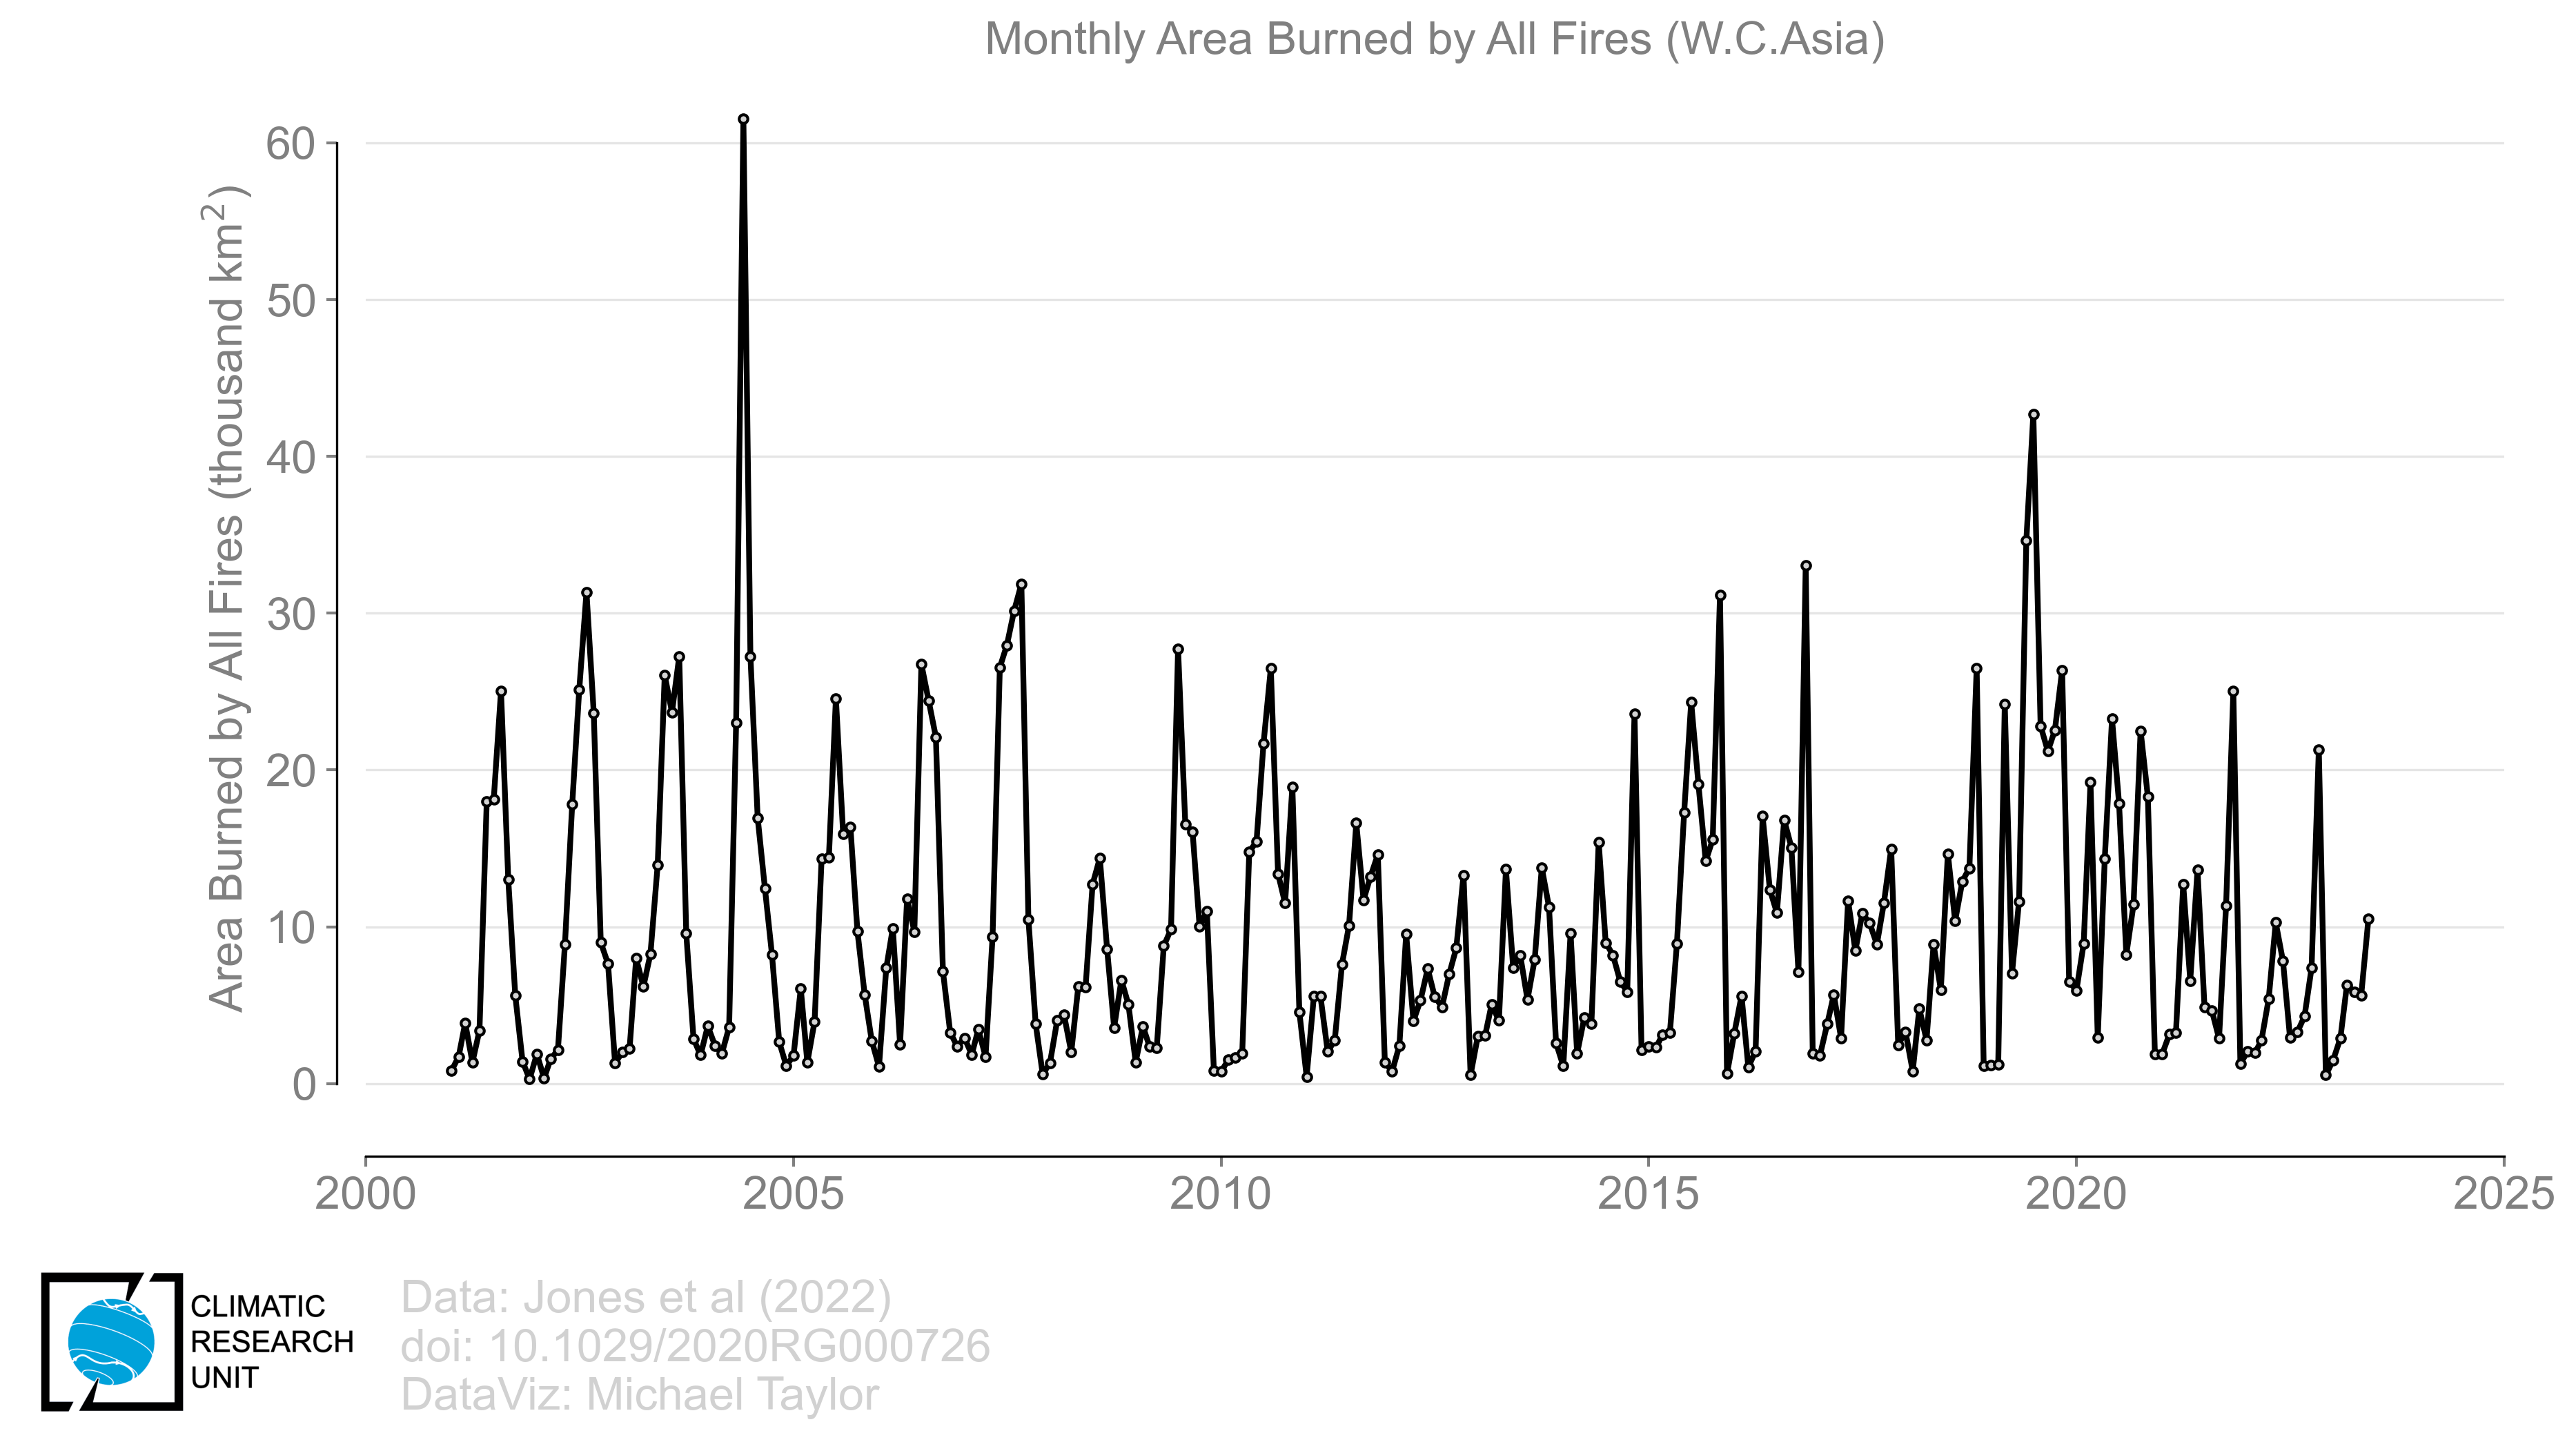 Monthly Area Burned by All Fires (W.C.Asia)
Area Burned by All Fires (thousand km²)
60
50
40
30
20
10
0
2000
2005
2010
2015
2020
2025
CLIMATIC
RESEARCH
UNIT
Data: Jones et al (2022)
doi: 10.1029/2020RG000726
DataViz: Michael Taylor